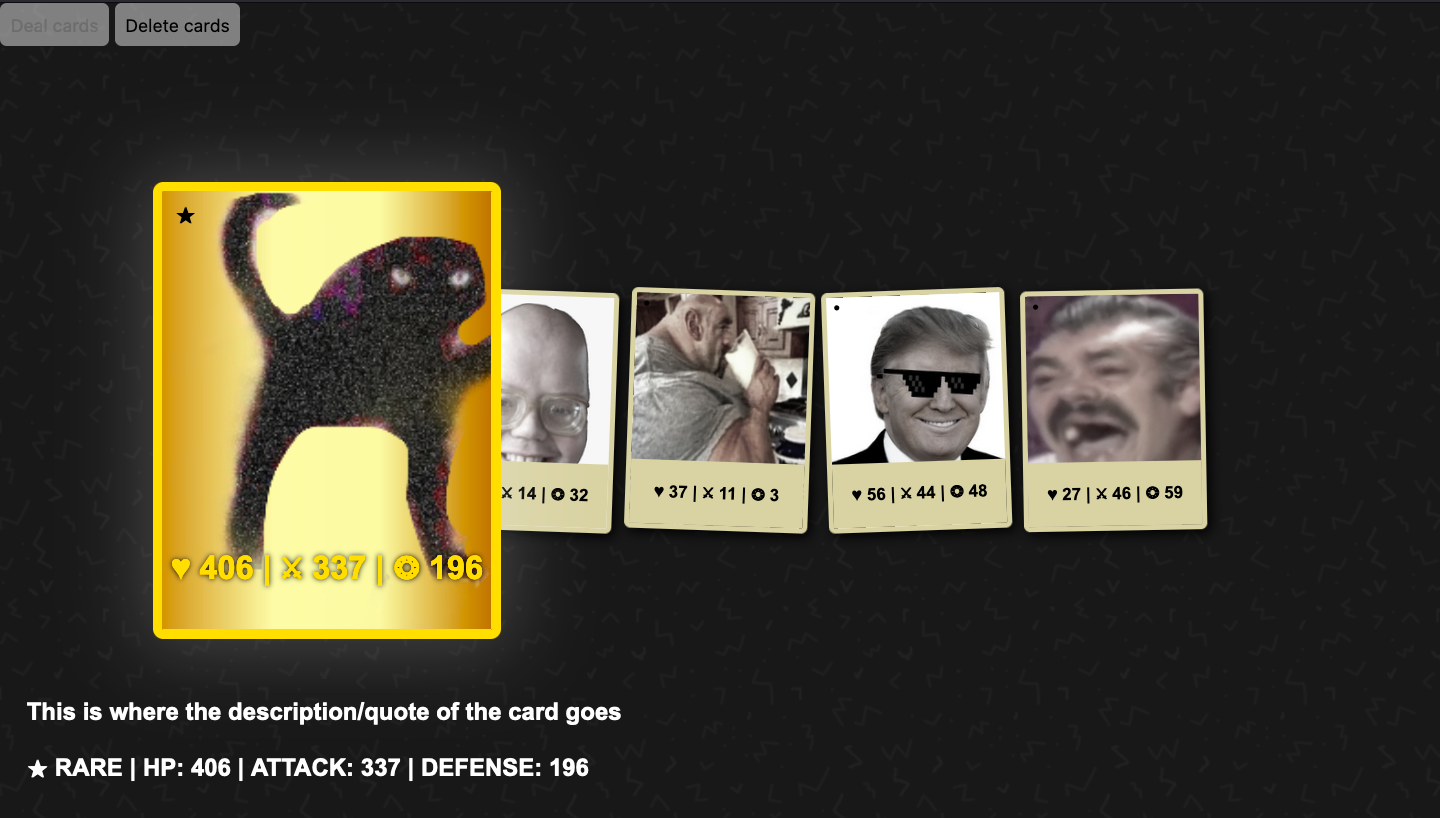 Deal cards Delete cards
★
♥ 406 | ⚔ 337 | ❂ 196
⚔ 14 | ❂ 32
♥ 37 | ⚔ 11 | ❂ 3
♥ 56 | ⚔ 44 | ❂ 48
♥ 27 | ⚔ 46 | ❂ 59
This is where the description/quote of the card goes
★ RARE | HP: 406 | ATTACK: 337 | DEFENSE: 196